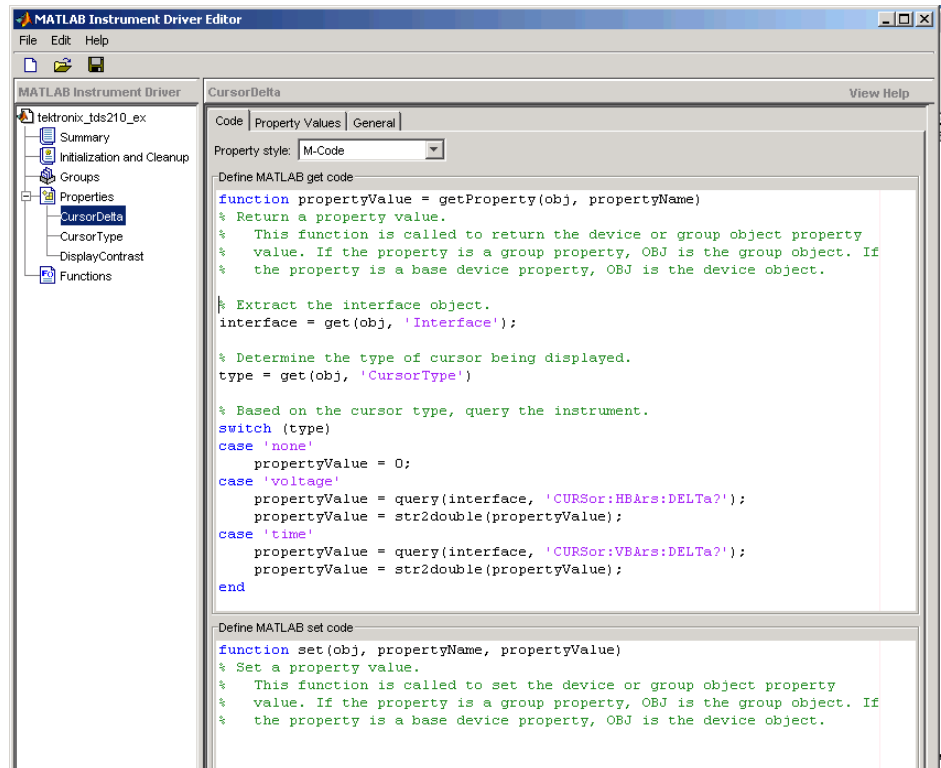 MATLAB Instrument Driver Editor
File Edit Help
MATLAB Instrument Driver
tektronix_tds210_ex
Summary
Initialization and Cleanup
Groups
Properties
CursorDelta
CursorType
DisplayContrast
Functions
CursorDelta View Help
Code Property Values General
Property style: M-Code
Define MATLAB get code
function propertyValue = getProperty(obj, propertyName)
% Return a property value.
% This function is called to return the device or group object property
% value. If the property is a group property, OBJ is the group object. If
% the property is a base device property, OBJ is the device object.
% Extract the interface object.
interface = get(obj, 'Interface');
% Determine the type of cursor being displayed.
type = get(obj, 'CursorType')
% Based on the cursor type, query the instrument.
switch (type)
case 'none'
propertyValue = 0;
case 'voltage'
propertyValue = query(interface, 'CURSor:HBArs:DELTa?');
propertyValue = str2double(propertyValue);
case 'time'
propertyValue = query(interface, 'CURSor:VBArs:DELTa?');
propertyValue = str2double(propertyValue);
end
Define MATLAB set code
function set(obj, propertyName, propertyValue)
% Set a property value.
% This function is called to set the device or group object property
% value. If the property is a group property, OBJ is the group object. If
% the property is a base device property, OBJ is the device object.